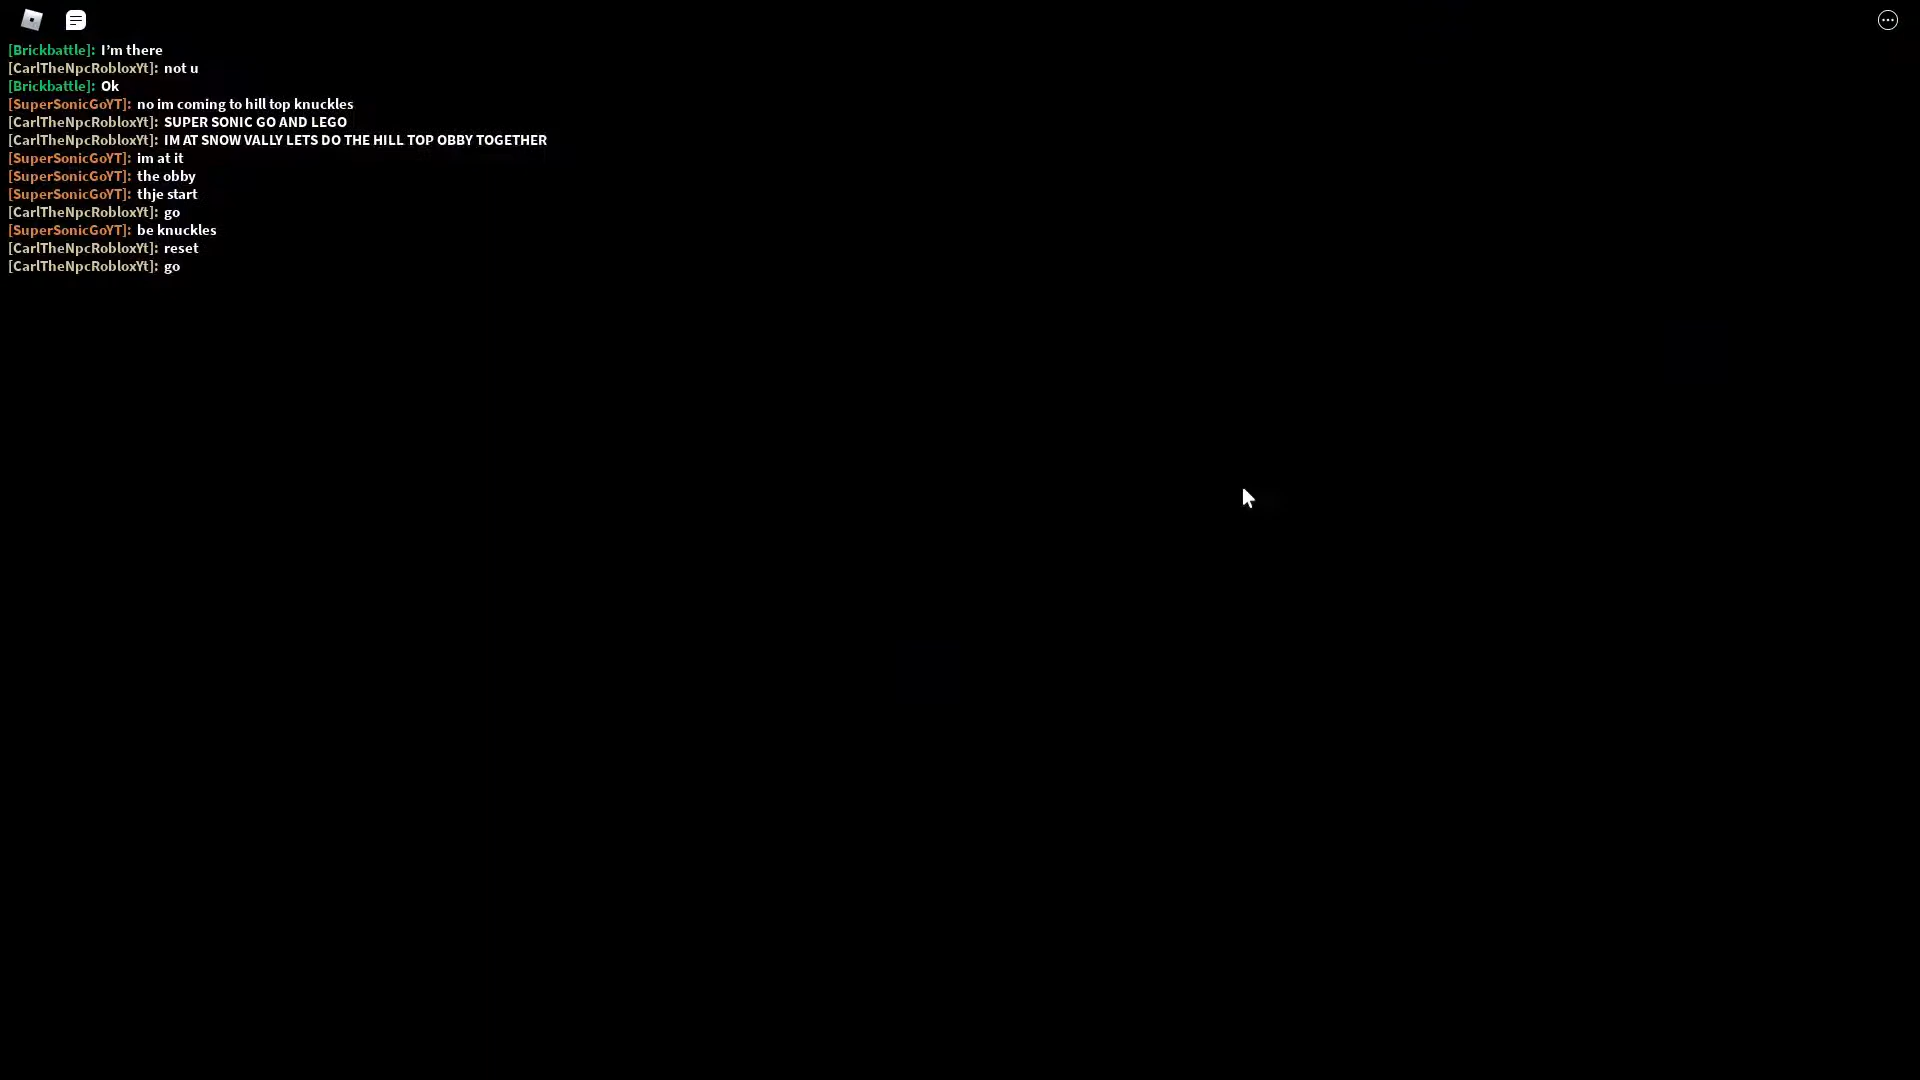 [Brickbattle]: I’m there
[CarlTheNpcRobloxYt]: not u
[Brickbattle]: Ok
[SuperSonicGoYT]: no im coming to hill top knuckles
[CarlTheNpcRobloxYt]: SUPER SONIC GO AND LEGO
[CarlTheNpcRobloxYt]: IM AT SNOW VALLY LETS DO THE HILL TOP OBBY TOGETHER
[SuperSonicGoYT]: im at it
[SuperSonicGoYT]: the obby
[SuperSonicGoYT]: thje start
[CarlTheNpcRobloxYt]: go
[SuperSonicGoYT]: be knuckles
[CarlTheNpcRobloxYt]: reset
[CarlTheNpcRobloxYt]: go